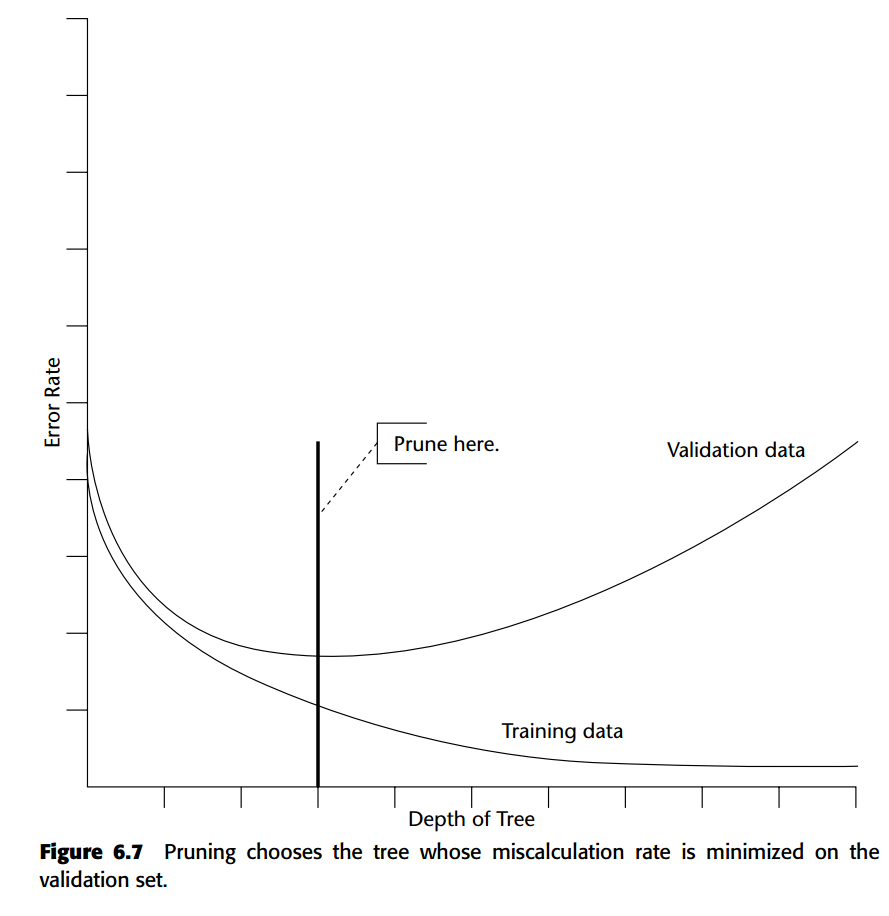 Error Rate
Prune here.
Validation data
Training data
Depth of Tree
Figure 6.7 Pruning chooses the tree whose miscalculation rate is minimized on the
validation set.